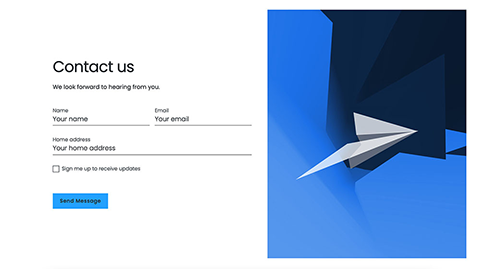 Contact us
We look forward to hearing from you.
Name
Email
Your name
Your email
Home address
Your home address
Sign me up to receive updates
Send Message